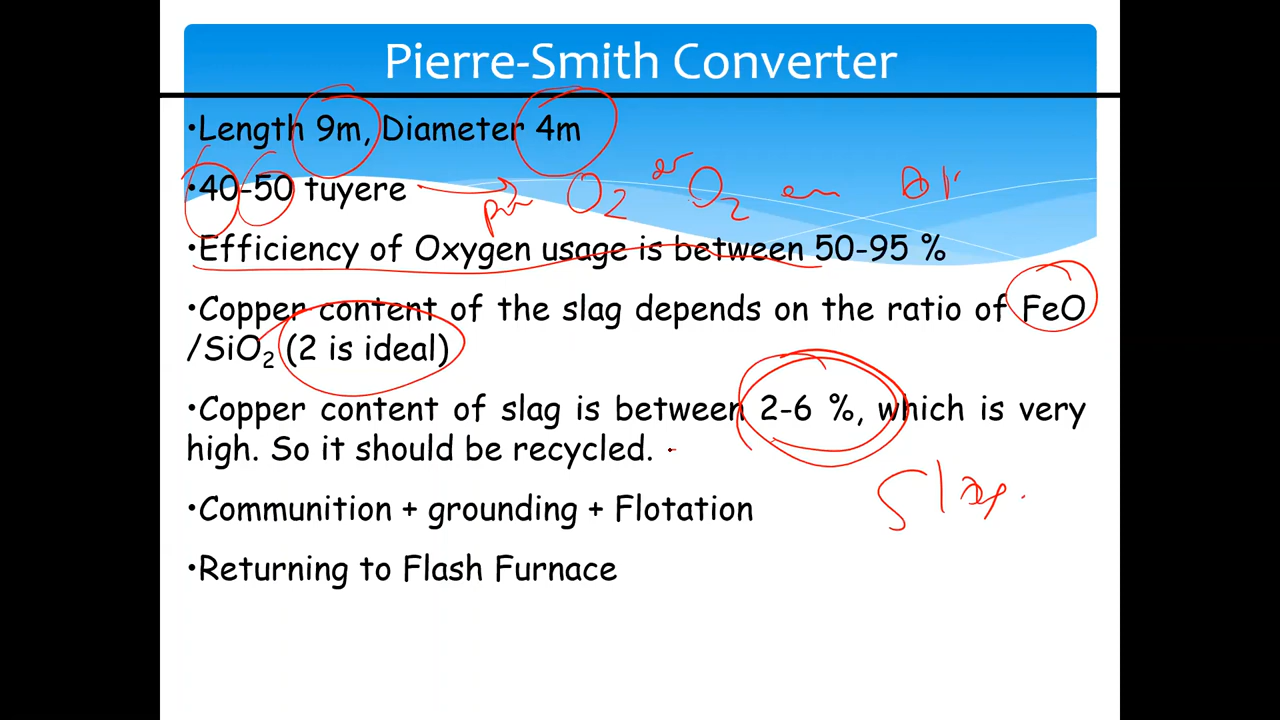 Pierre-Smith Converter
•Length 9m, Diameter 4m
•40-50 tuyere
O2 or O2
•Efficiency of Oxygen usage is between 50-95 %
•Copper content of the slag depends on the ratio of FeO
/SiO2 (2 is ideal)
•Copper content of slag is between 2-6 %, which is very
high. So it should be recycled.
Slag
•Communition + grounding + Flotation
•Returning to Flash Furnace